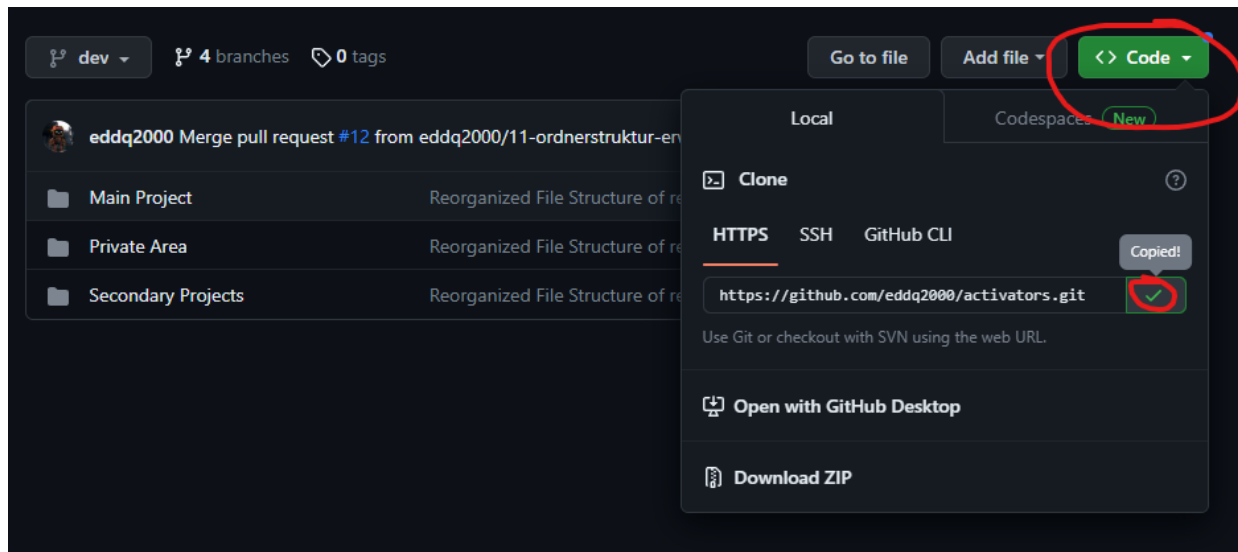 dev
4 branches
0 tags
Go to file
Add file
<> Code
eddq2000 Merge pull request #12 from eddq2000/11-ordnerstruktur-er
Main Project
Reorganized File Structure of re
Private Area
Reorganized File Structure of re
Secondary Projects
Reorganized File Structure of re
Local
Codespaces
New
Clone
HTTPS
SSH
GitHub CLI
Copied!
https://github.com/eddq2000/activators.git
Use Git or checkout with SVN using the web URL.
Open with GitHub Desktop
Download ZIP